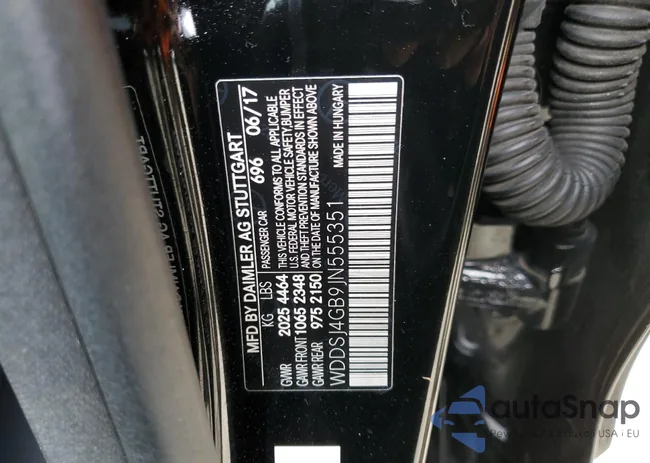 MFD BY DAIMLER AG STUTTGART
696 06/17
KG LBS PASSENGER CAR
GVWR 2025 4464 THIS VEHICLE CONFORMS TO ALL APPLICABLE
GAWR FRONT 1065 2348 U.S. FEDERAL MOTOR VEHICLE SAFETY,BUMPER
AND THEFT PREVENTION STANDARDS IN EFFECT
GAWR REAR 975 2150 ON THE DATE OF MANUFACTURE SHOWN ABOVE
WDDSJ4GB9JN555351 MADE IN HUNGARY
autoSnap
USA • EU